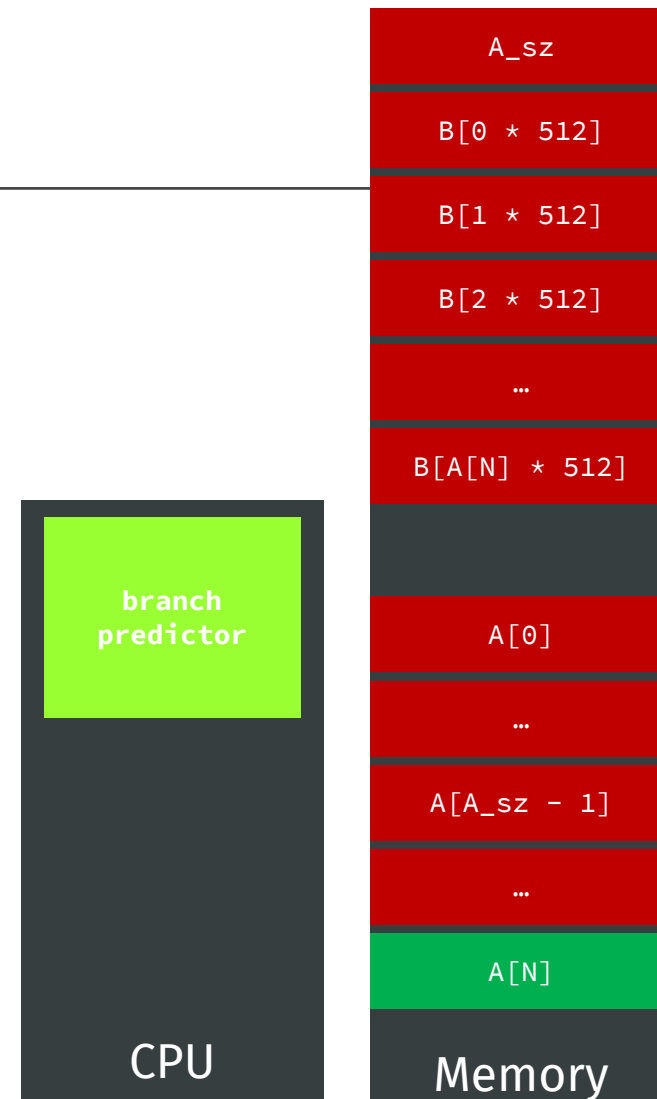 A_sz
B[0 * 512]
B[1 * 512]
B[2 * 512]
…
B[A[N] * 512]
branch
predictor
A[0]
…
A[A_sz - 1]
…
A[N]
CPU
Memory